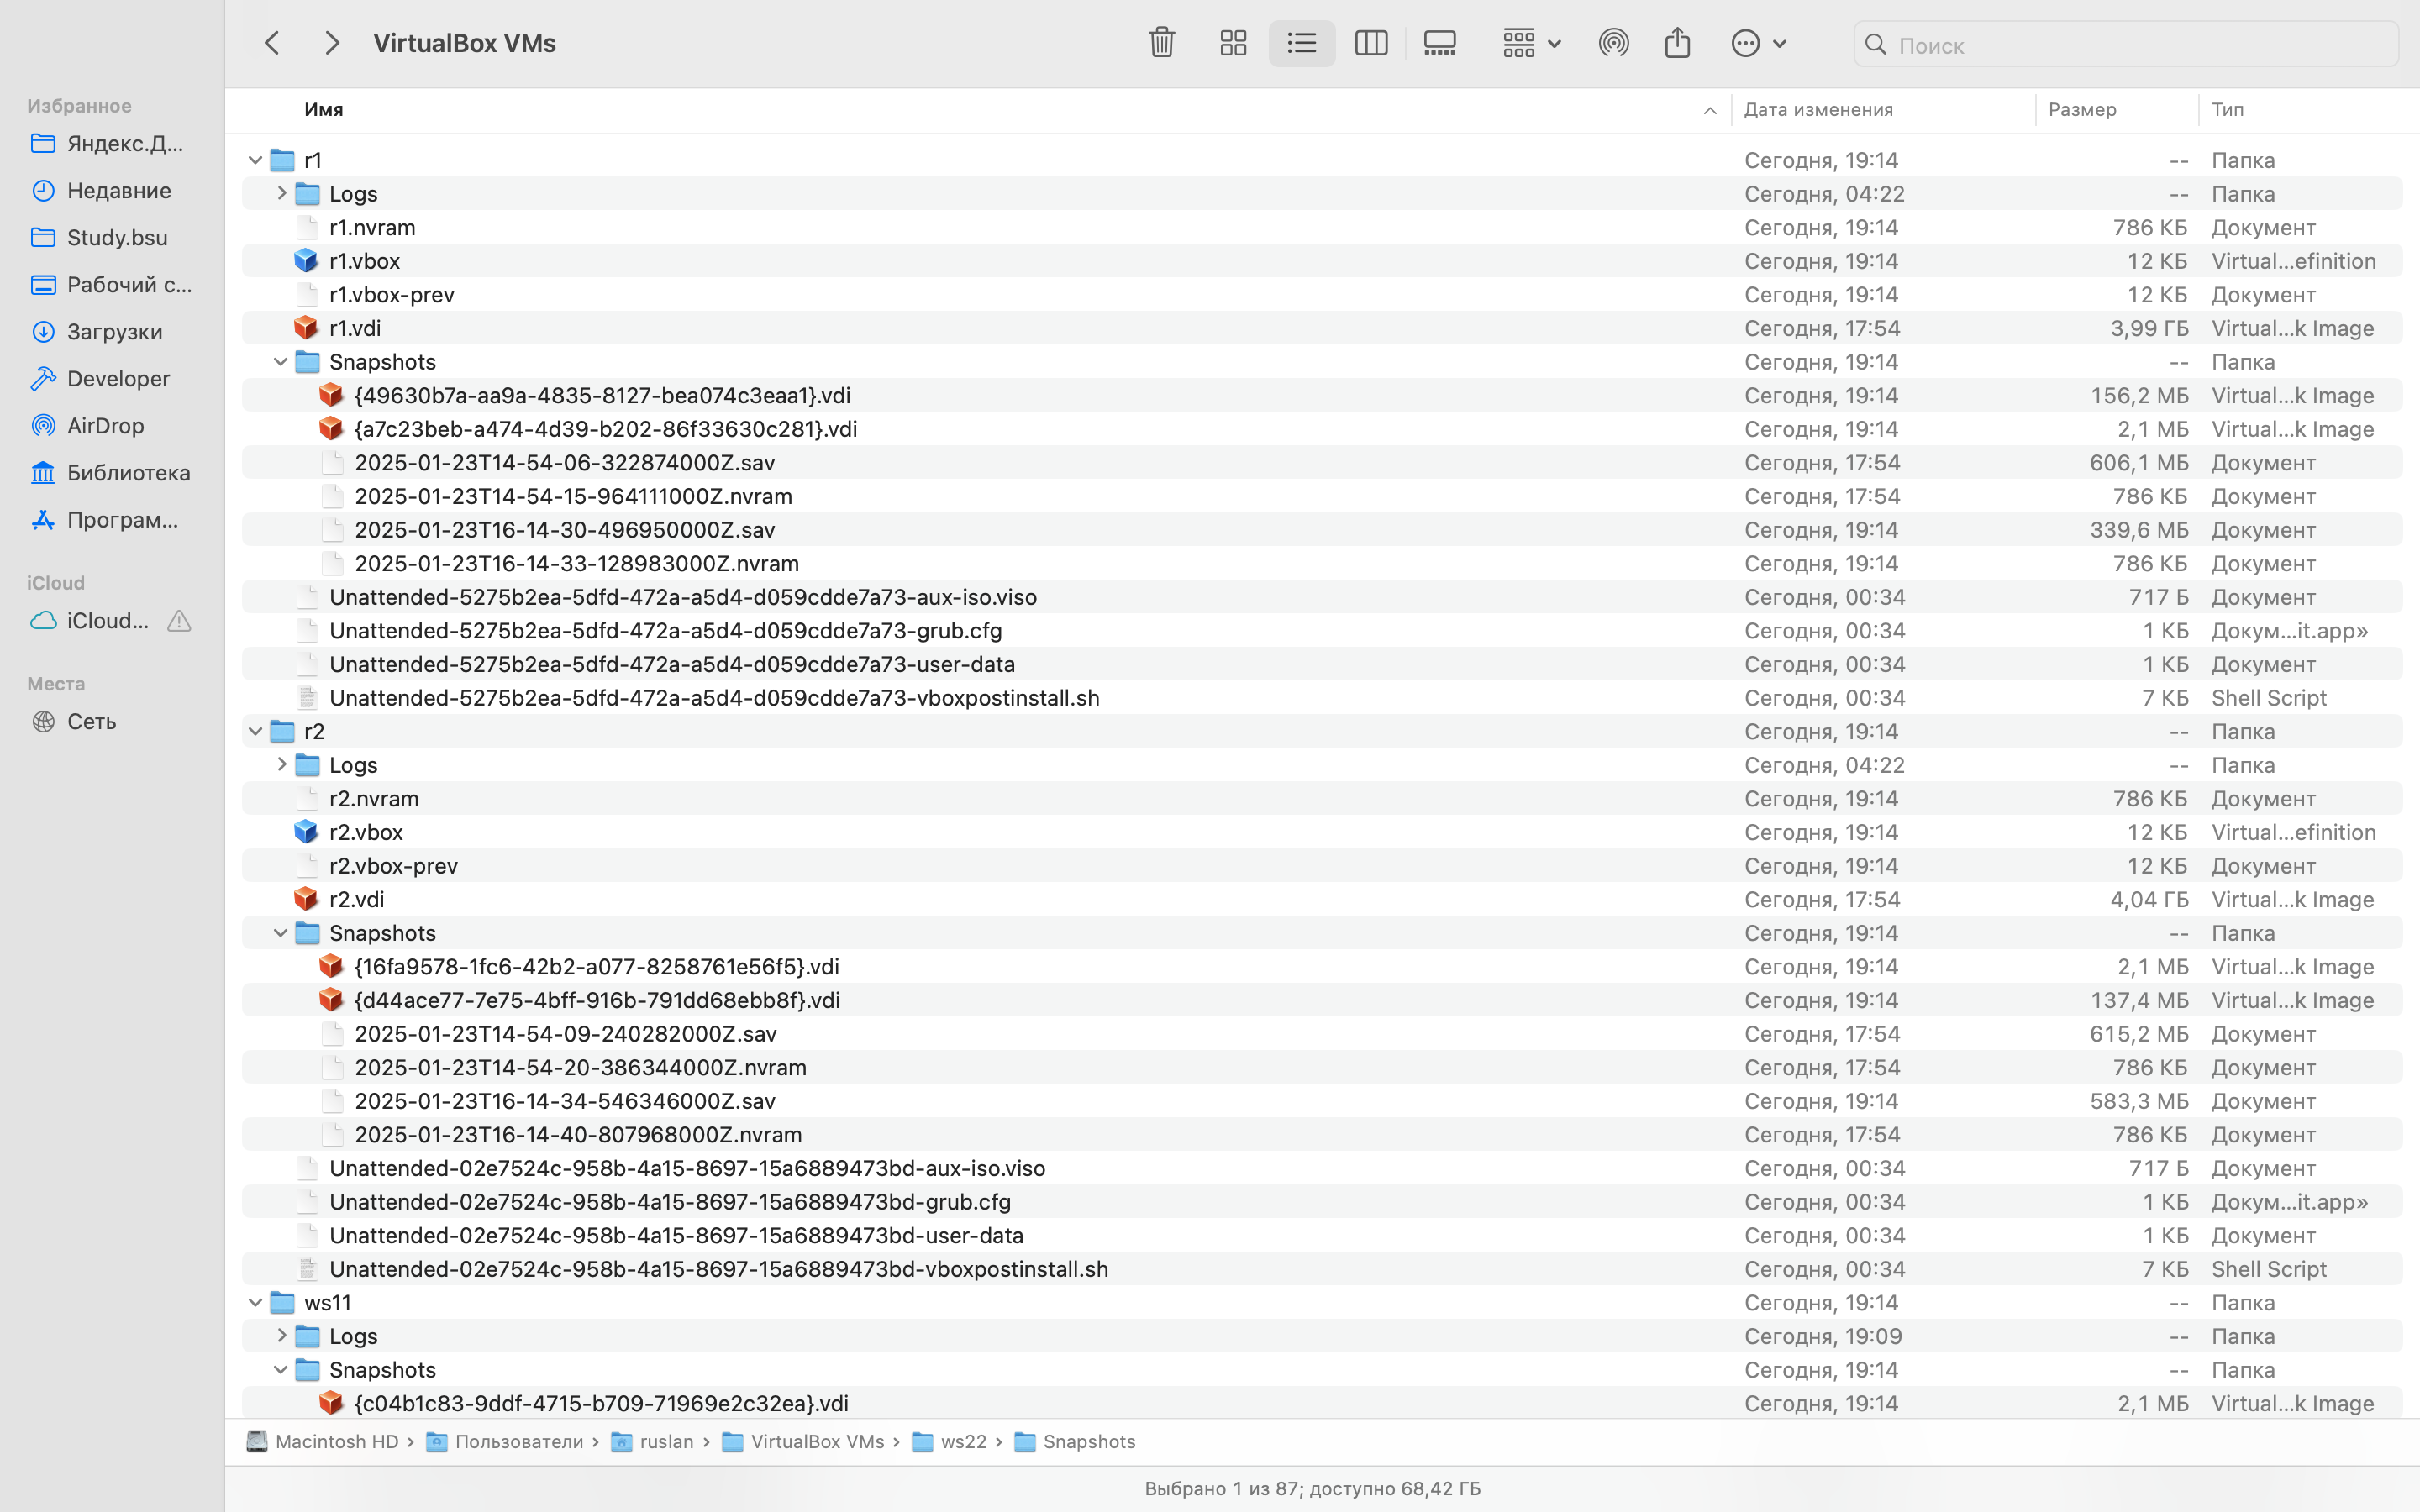 VirtualBox VMs
Поиск
Избранное
Яндекс.Д...
Недавние
Study.bsu
Рабочий с...
Загрузки
Developer
AirDrop
Библиотека
Програм...
iCloud
iCloud...
Места
Сеть
Имя Дата изменения Размер Тип
r1 Сегодня, 19:14 -- Папка
Logs Сегодня, 04:22 -- Папка
r1.nvram Сегодня, 19:14 786 КБ Документ
r1.vbox Сегодня, 19:14 12 КБ Virtual...efinition
r1.vbox-prev Сегодня, 19:14 12 КБ Документ
r1.vdi Сегодня, 17:54 3,99 ГБ Virtual...k Image
Snapshots Сегодня, 19:14 -- Папка
{49630b7a-aa9a-4835-8127-bea074c3eaa1}.vdi Сегодня, 19:14 156,2 МБ Virtual...k Image
{a7c23beb-a474-4d39-b202-86f33630c281}.vdi Сегодня, 19:14 2,1 МБ Virtual...k Image
2025-01-23T14-54-06-322874000Z.sav Сегодня, 17:54 606,1 МБ Документ
2025-01-23T14-54-15-964111000Z.nvram Сегодня, 17:54 786 КБ Документ
2025-01-23T16-14-30-496950000Z.sav Сегодня, 19:14 339,6 МБ Документ
2025-01-23T16-14-33-128983000Z.nvram Сегодня, 19:14 786 КБ Документ
Unattended-5275b2ea-5dfd-472a-a5d4-d059cdde7a73-aux-iso.viso Сегодня, 00:34 717 Б Документ
Unattended-5275b2ea-5dfd-472a-a5d4-d059cdde7a73-grub.cfg Сегодня, 00:34 1 КБ Докум...it.app»
Unattended-5275b2ea-5dfd-472a-a5d4-d059cdde7a73-user-data Сегодня, 00:34 1 КБ Документ
Unattended-5275b2ea-5dfd-472a-a5d4-d059cdde7a73-vboxpostinstall.sh Сегодня, 00:34 7 КБ Shell Script
r2 Сегодня, 19:14 -- Папка
Logs Сегодня, 04:22 -- Папка
r2.nvram Сегодня, 19:14 786 КБ Документ
r2.vbox Сегодня, 19:14 12 КБ Virtual...efinition
r2.vbox-prev Сегодня, 19:14 12 КБ Документ
r2.vdi Сегодня, 17:54 4,04 ГБ Virtual...k Image
Snapshots Сегодня, 19:14 -- Папка
{16fa9578-1fc6-42b2-a077-8258761e56f5}.vdi Сегодня, 19:14 2,1 МБ Virtual...k Image
{d44ace77-7e75-4bff-916b-791dd68ebb8f}.vdi Сегодня, 19:14 137,4 МБ Virtual...k Image
2025-01-23T14-54-09-240282000Z.sav Сегодня, 17:54 615,2 МБ Документ
2025-01-23T14-54-20-386344000Z.nvram Сегодня, 17:54 786 КБ Документ
2025-01-23T16-14-34-546346000Z.sav Сегодня, 19:14 583,3 МБ Документ
2025-01-23T16-14-40-807968000Z.nvram Сегодня, 17:54 786 КБ Документ
Unattended-02e7524c-958b-4a15-8697-15a6889473bd-aux-iso.viso Сегодня, 00:34 717 Б Документ
Unattended-02e7524c-958b-4a15-8697-15a6889473bd-grub.cfg Сегодня, 00:34 1 КБ Докум...it.app»
Unattended-02e7524c-958b-4a15-8697-15a6889473bd-user-data Сегодня, 00:34 1 КБ Документ
Unattended-02e7524c-958b-4a15-8697-15a6889473bd-vboxpostinstall.sh Сегодня, 00:34 7 КБ Shell Script
ws11 Сегодня, 19:14 -- Папка
Logs Сегодня, 19:09 -- Папка
Snapshots Сегодня, 19:14 -- Папка
{c04b1c83-9ddf-4715-b709-71969e2c32ea}.vdi Сегодня, 19:14 2,1 МБ Virtual...k Image
Macintosh HD › Пользователи › ruslan › VirtualBox VMs › ws22 › Snapshots
Выбрано 1 из 87; доступно 68,42 ГБ